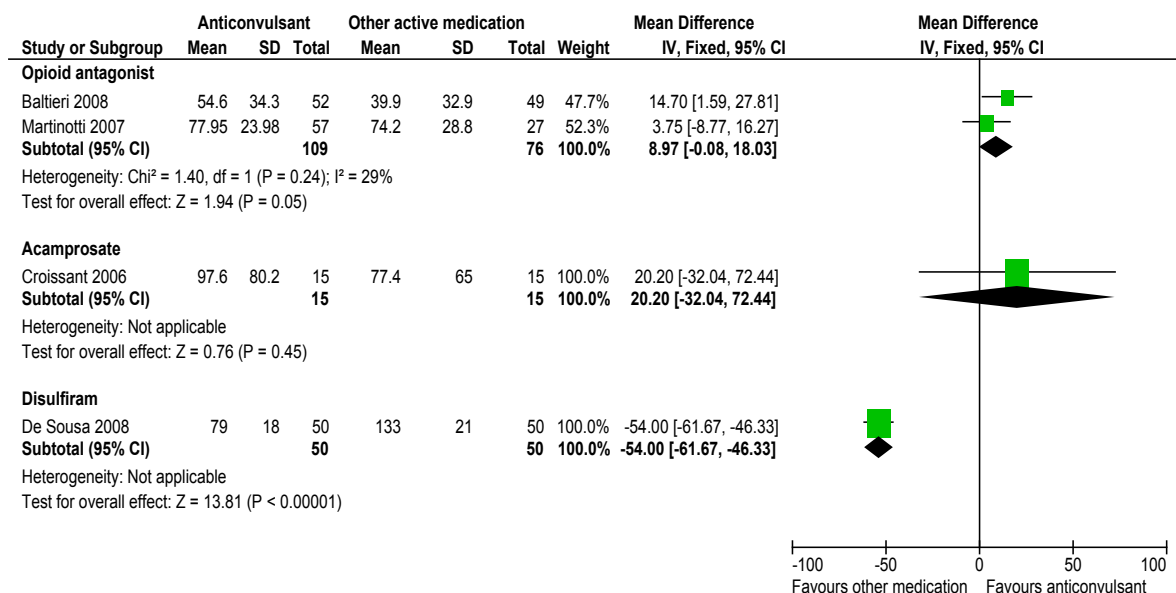 Anticonvulsant Other active medication Mean Difference Mean Difference
Study or Subgroup Mean SD Total Mean SD Total Weight IV, Fixed, 95% CI IV, Fixed, 95% CI
Opioid antagonist
Baltieri 2008 54.6 34.3 52 39.9 32.9 49 47.7% 14.70 [1.59, 27.81]
Martinotti 2007 77.95 23.98 57 74.2 28.8 27 52.3% 3.75 [-8.77, 16.27]
Subtotal (95% CI) 109 76 100.0% 8.97 [-0.08, 18.03]
Heterogeneity: Chi² = 1.40, df = 1 (P = 0.24); I² = 29%
Test for overall effect: Z = 1.94 (P = 0.05)
Acamprosate
Croissant 2006 97.6 80.2 15 77.4 65 15 100.0% 20.20 [-32.04, 72.44]
Subtotal (95% CI) 15 15 100.0% 20.20 [-32.04, 72.44]
Heterogeneity: Not applicable
Test for overall effect: Z = 0.76 (P = 0.45)
Disulfiram
De Sousa 2008 79 18 50 133 21 50 100.0% -54.00 [-61.67, -46.33]
Subtotal (95% CI) 50 50 100.0% -54.00 [-61.67, -46.33]
Heterogeneity: Not applicable
Test for overall effect: Z = 13.81 (P < 0.00001)
-100 -50 0 50 100
Favours other medication Favours anticonvulsant